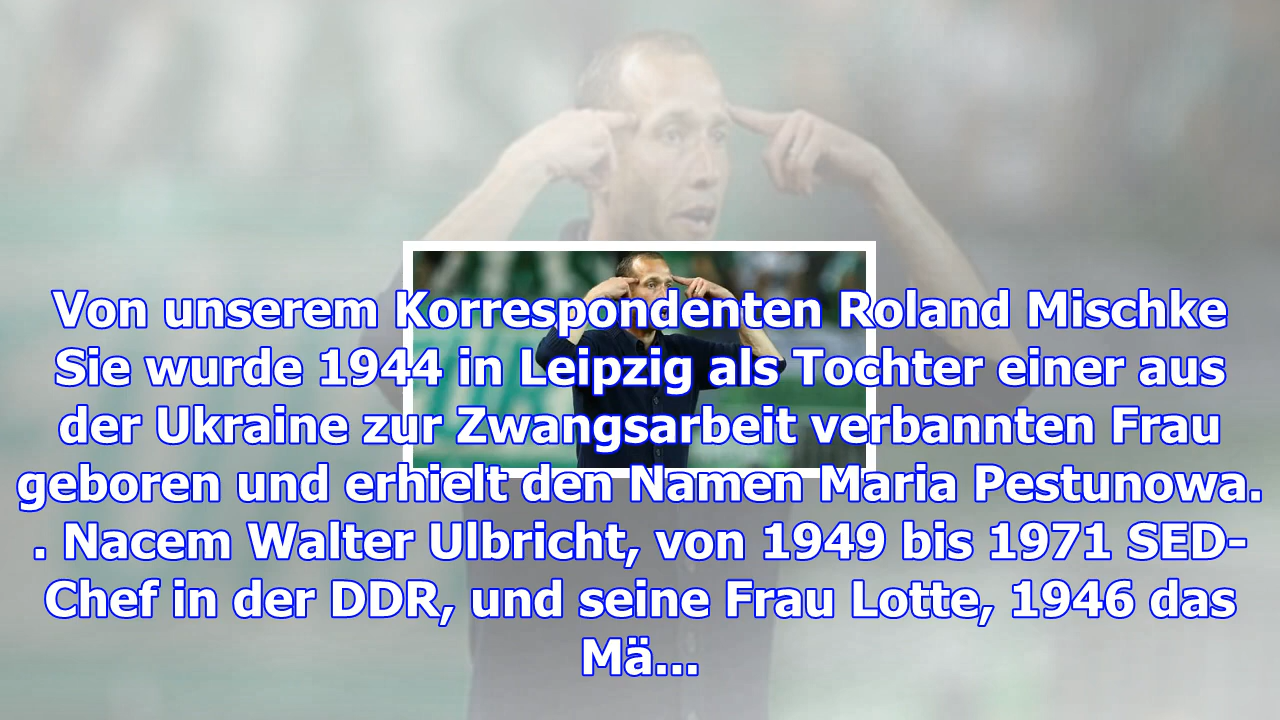 Von unserem Korrespondenten Roland Mischke
Sie wurde 1944 in Leipzig als Tochter einer aus
der Ukraine zur Zwangsarbeit verbannten Frau
geboren und erhielt den Namen Maria Pestunowa.
. Nacem Walter Ulbricht, von 1949 bis 1971 SED-
Chef in der DDR, und seine Frau Lotte, 1946 das
Mä...